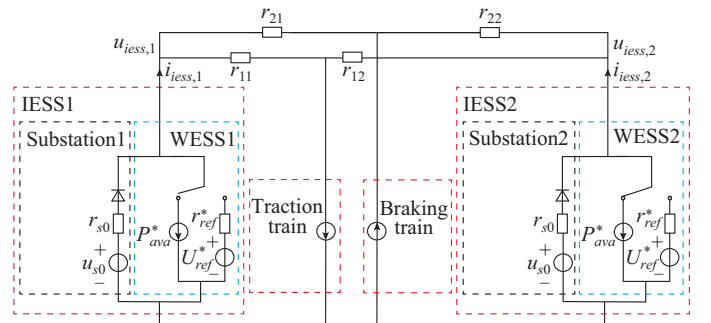 r21
r22
uiess,1
uiess,2
iiess,1
r11
r12
iiess,2
IESS1
IESS2
Substation1
WESS1
Substation2
WESS2
Traction
train
Braking
train
rs0
P*ava
r*ref
+
us0
−
+
U*ref
−
rs0
P*ava
r*ref
+
us0
−
+
U*ref
−